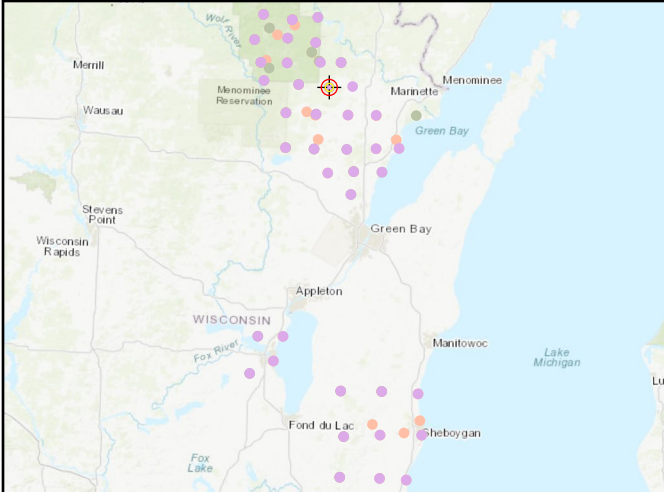 Wolf
River
Merrill
Menominee
Marinette
Menominee
Reservation
Wausau
Green Bay
Stevens
Point
Green Bay
Wisconsin
Rapids
Appleton
WISCONSIN
Fox River
Manitowoc
Lake
Michigan
Lu
Fond du Lac
Sheboygan
Fox
Lake